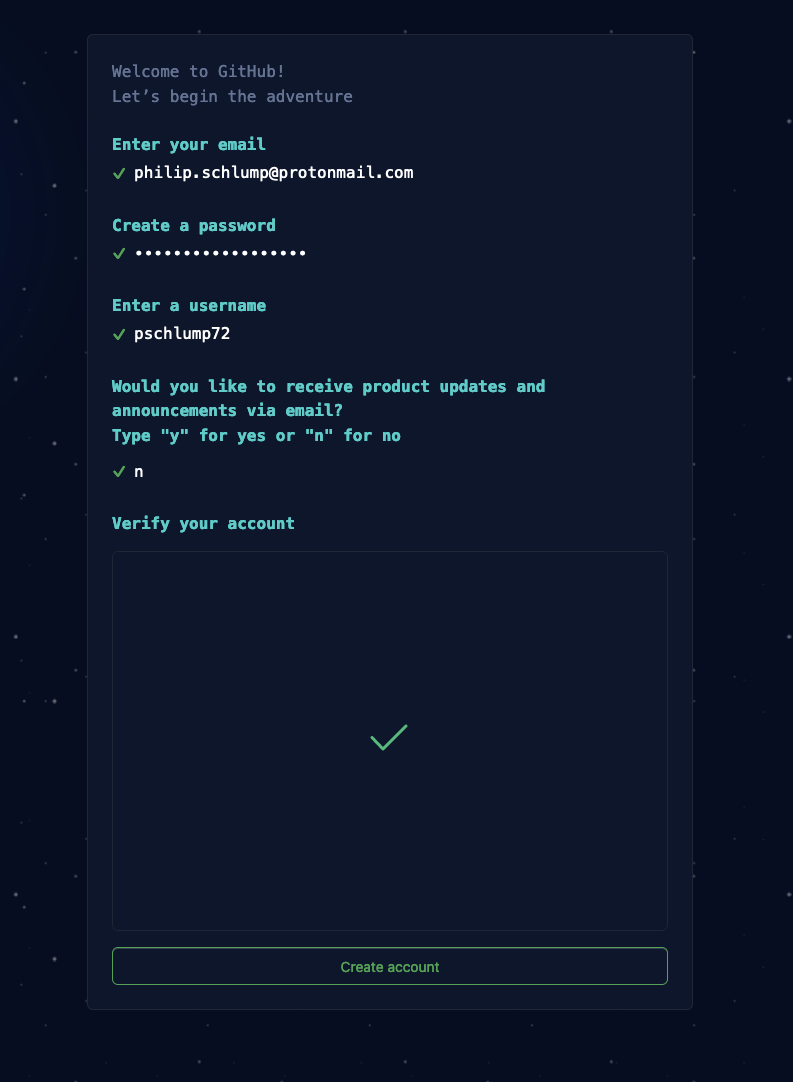 Welcome to GitHub!
Let’s begin the adventure
Enter your email
philip.schlump@protonmail.com
Create a password
••••••••••••••••••
Enter a username
pschlump72
Would you like to receive product updates and
announcements via email?
Type "y" for yes or "n" for no
n
Verify your account
Create account